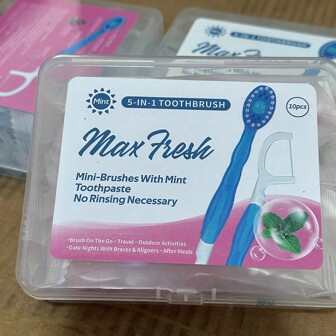 5-IN-1 TOOTHBRUSH
Mint
5-IN-1 TOOTHBRUSH
10pcs
Max Fresh
Mini-Brushes With Mint
Toothpaste
No Rinsing Necessary
•Brush On The Go - Travel - Outdoor Activities
•Date Nights With Braces & Aligners - After Meals